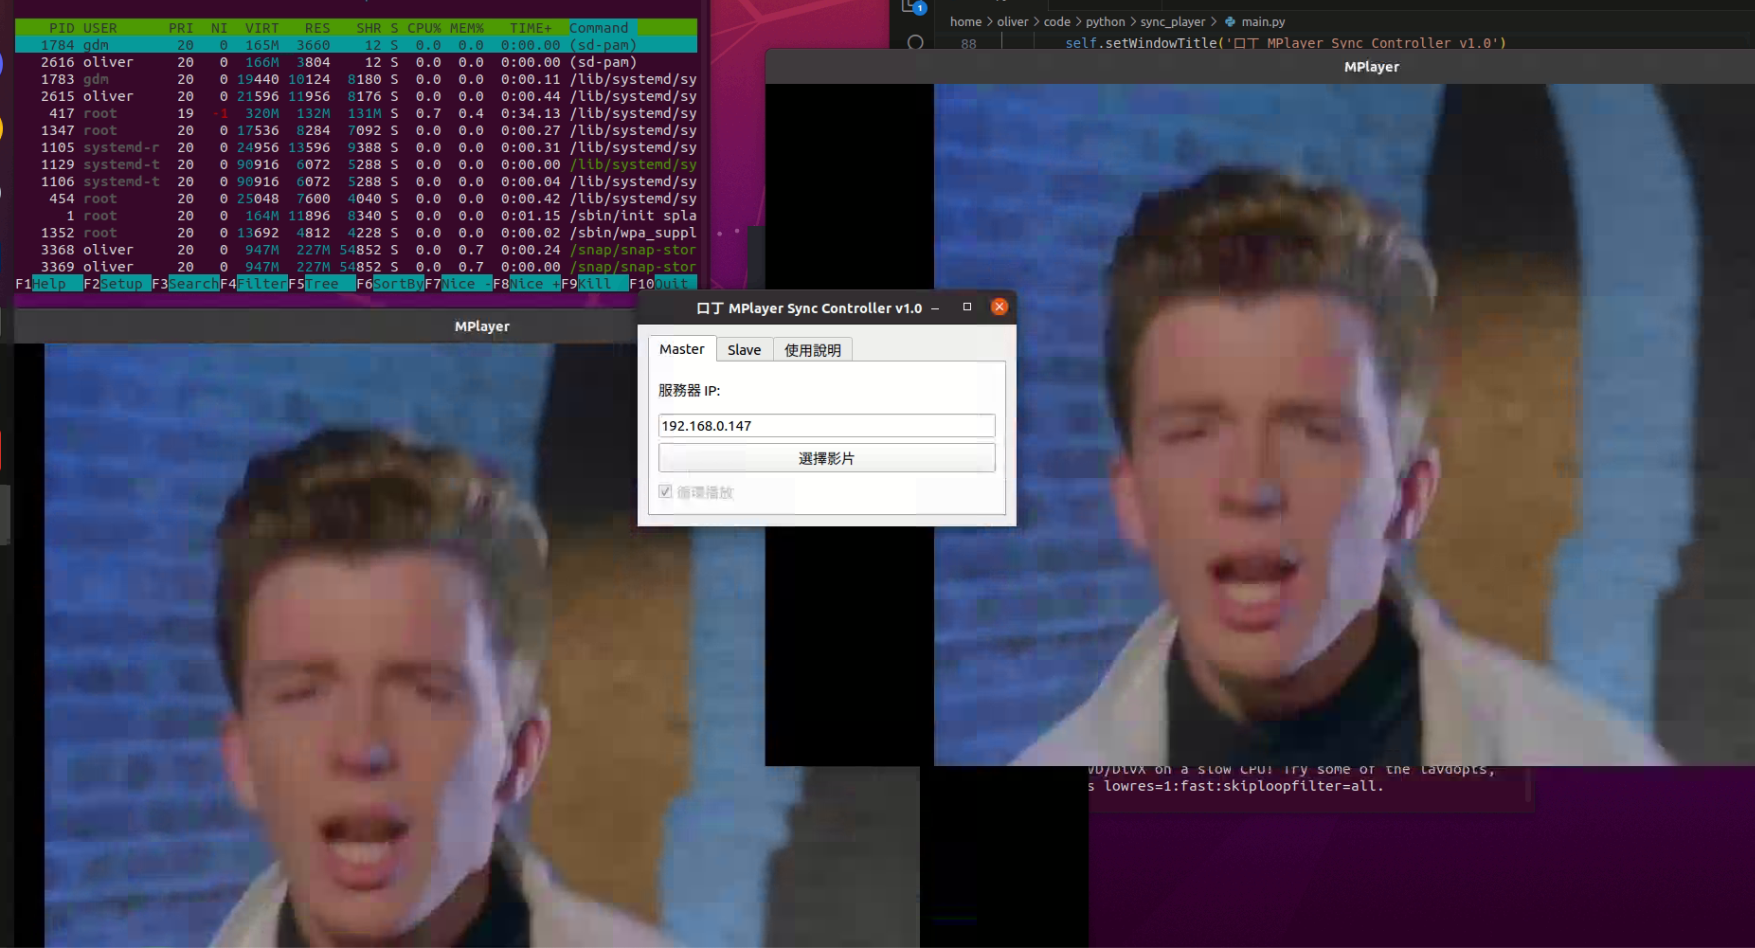 PID USER PRI NI VIRT RES SHR S CPU% MEM% TIME+ Command
1784 gdm 20 0 165M 3660 12 S 0.0 0.0 0:00.00 (sd-pam)
2616 oliver 20 0 166M 3804 12 S 0.0 0.0 0:00.00 (sd-pam)
1783 gdm 20 0 19440 10124 8180 S 0.0 0.0 0:00.11 /lib/systemd/sy
2615 oliver 20 0 21596 11956 8176 S 0.0 0.0 0:00.44 /lib/systemd/sy
417 root 19 -1 320M 132M 131M S 0.7 0.4 0:34.13 /lib/systemd/sy
1347 root 20 0 17536 8284 7092 S 0.0 0.0 0:00.27 /lib/systemd/sy
1105 systemd-r 20 0 24956 13596 9388 S 0.0 0.0 0:00.31 /lib/systemd/sy
1129 systemd-t 20 0 90916 6072 5288 S 0.0 0.0 0:00.00 /lib/systemd/sy
1106 systemd-t 20 0 90916 6072 5288 S 0.0 0.0 0:00.04 /lib/systemd/sy
454 root 20 0 25048 7600 4040 S 0.0 0.0 0:00.42 /lib/systemd/sy
1 root 20 0 164M 11896 8340 S 0.0 0.0 0:01.15 /sbin/init spla
1352 root 20 0 13692 4812 4228 S 0.0 0.0 0:00.02 /sbin/wpa_suppl
3368 oliver 20 0 947M 227M 54852 S 0.0 0.7 0:00.24 /snap/snap-stor
3369 oliver 20 0 947M 227M 54852 S 0.0 0.7 0:00.00 /snap/snap-stor
F1Help F2Setup F3Search F4Filter F5Tree F6SortBy F7Nice - F8Nice + F9Kill F10Quit
1
home > oliver > code > python > sync_player > main.py
88 self.setWindowTitle('口丁 MPlayer Sync Controller v1.0')
MPlayer
MPlayer
口丁 MPlayer Sync Controller v1.0
Master Slave 使用說明
服務器 IP:
192.168.0.147
選擇影片
循環播放
VD/DivX on a slow CPU! Try some of the lavdopts,
s lowres=1:fast:skiploopfilter=all.